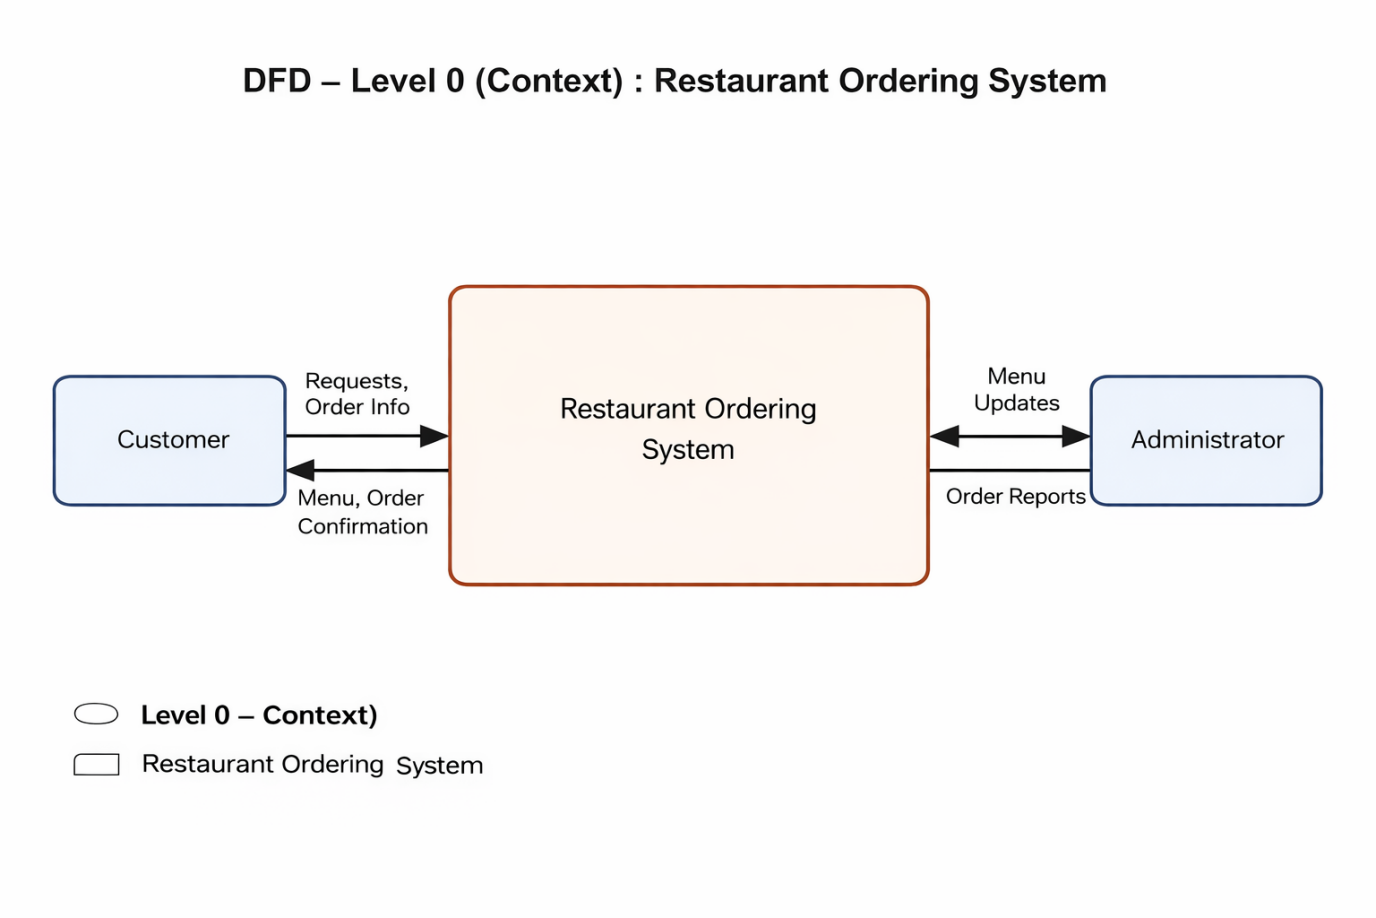 DFD – Level 0 (Context) : Restaurant Ordering System
Requests,
Order Info
Customer
Menu, Order
Confirmation
Restaurant Ordering
System
Menu
Updates
Administrator
Order Reports
Level 0 – Context)
Restaurant Ordering System